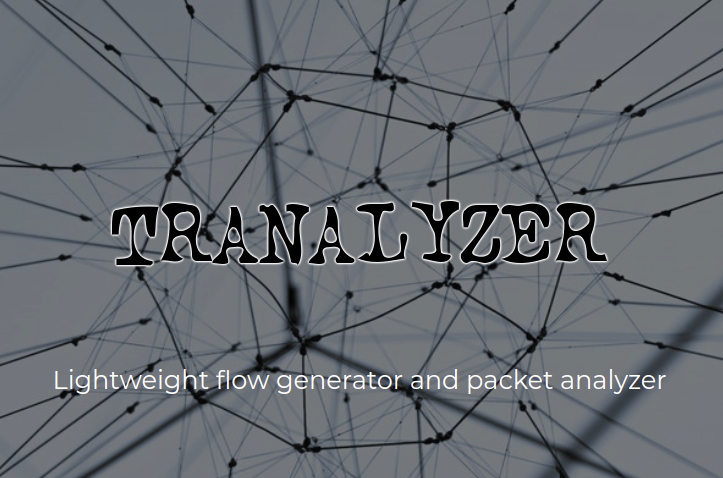 TRANALYZER
Lightweight flow generator and packet analyzer